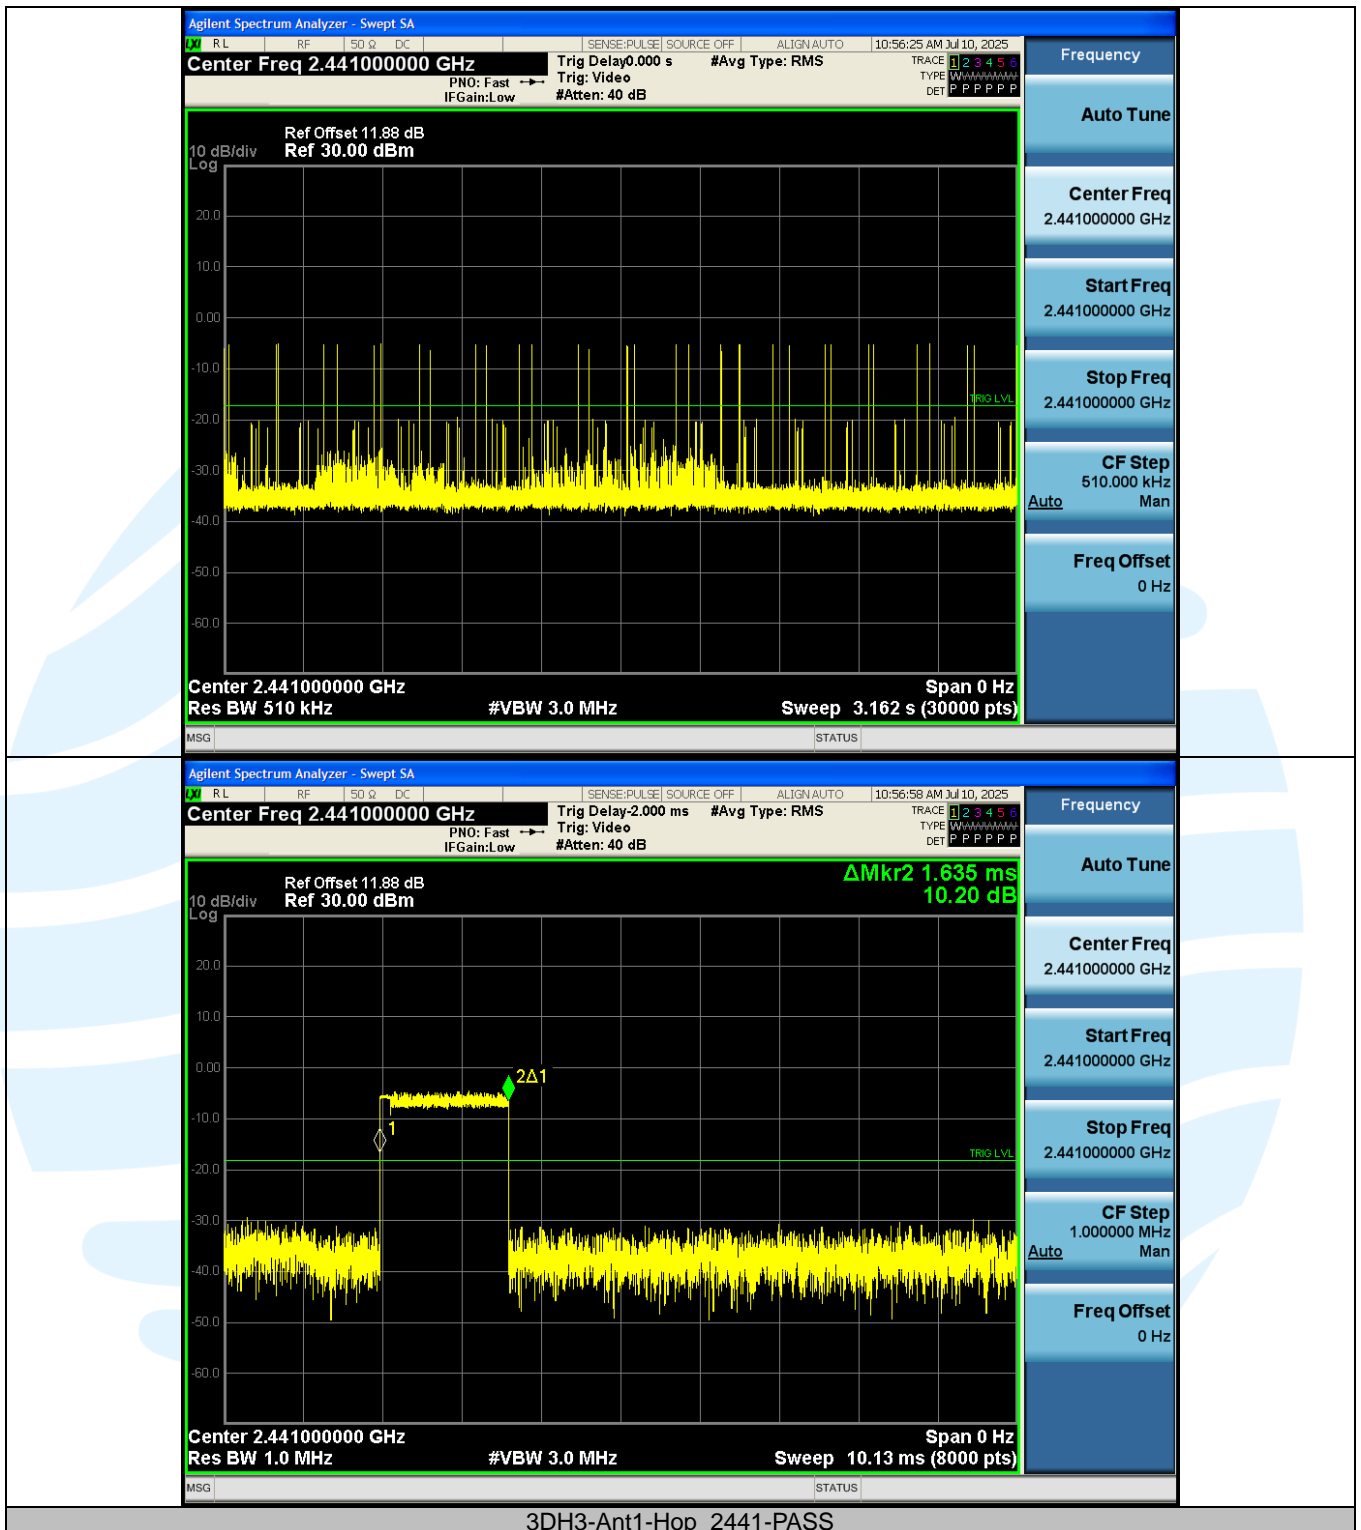 Agilent Spectrum Analyzer - Swept SA
LXI RL RF 50 Ω DC SENSE:PULSE SOURCE OFF ALIGN AUTO 10:56:25 AM Jul 10, 2025
Center Freq 2.441000000 GHz
PNO: Fast
IFGain:Low
Trig Delay0.000 s #Avg Type: RMS
Trig: Video
#Atten: 40 dB
TRACE 1 2 3 4 5 6
TYPE WWWWWW
DET P P P P P P
Ref Offset 11.88 dB
10 dB/div Ref 30.00 dBm
Log
20.0
10.0
0.00
-10.0
TRIG LVL
-20.0
-30.0
-40.0
-50.0
-60.0
Center 2.441000000 GHz Span 0 Hz
Res BW 510 kHz #VBW 3.0 MHz Sweep 3.162 s (30000 pts)
MSG STATUS
Frequency
Auto Tune
Center Freq
2.441000000 GHz
Start Freq
2.441000000 GHz
Stop Freq
2.441000000 GHz
CF Step
510.000 kHz
Auto Man
Freq Offset
0 Hz
Agilent Spectrum Analyzer - Swept SA
LXI RL RF 50 Ω DC SENSE:PULSE SOURCE OFF ALIGN AUTO 10:56:58 AM Jul 10, 2025
Center Freq 2.441000000 GHz
PNO: Fast
IFGain:Low
Trig Delay-2.000 ms #Avg Type: RMS
Trig: Video
#Atten: 40 dB
TRACE 1 2 3 4 5 6
TYPE WWWWWW
DET P P P P P P
ΔMkr2 1.635 ms
10.20 dB
Ref Offset 11.88 dB
10 dB/div Ref 30.00 dBm
Log
20.0
10.0
0.00
2Δ1
-10.0
1
TRIG LVL
-20.0
-30.0
-40.0
-50.0
-60.0
Center 2.441000000 GHz Span 0 Hz
Res BW 1.0 MHz #VBW 3.0 MHz Sweep 10.13 ms (8000 pts)
MSG STATUS
Frequency
Auto Tune
Center Freq
2.441000000 GHz
Start Freq
2.441000000 GHz
Stop Freq
2.441000000 GHz
CF Step
1.000000 MHz
Auto Man
Freq Offset
0 Hz
3DH3-Ant1-Hop_2441-PASS